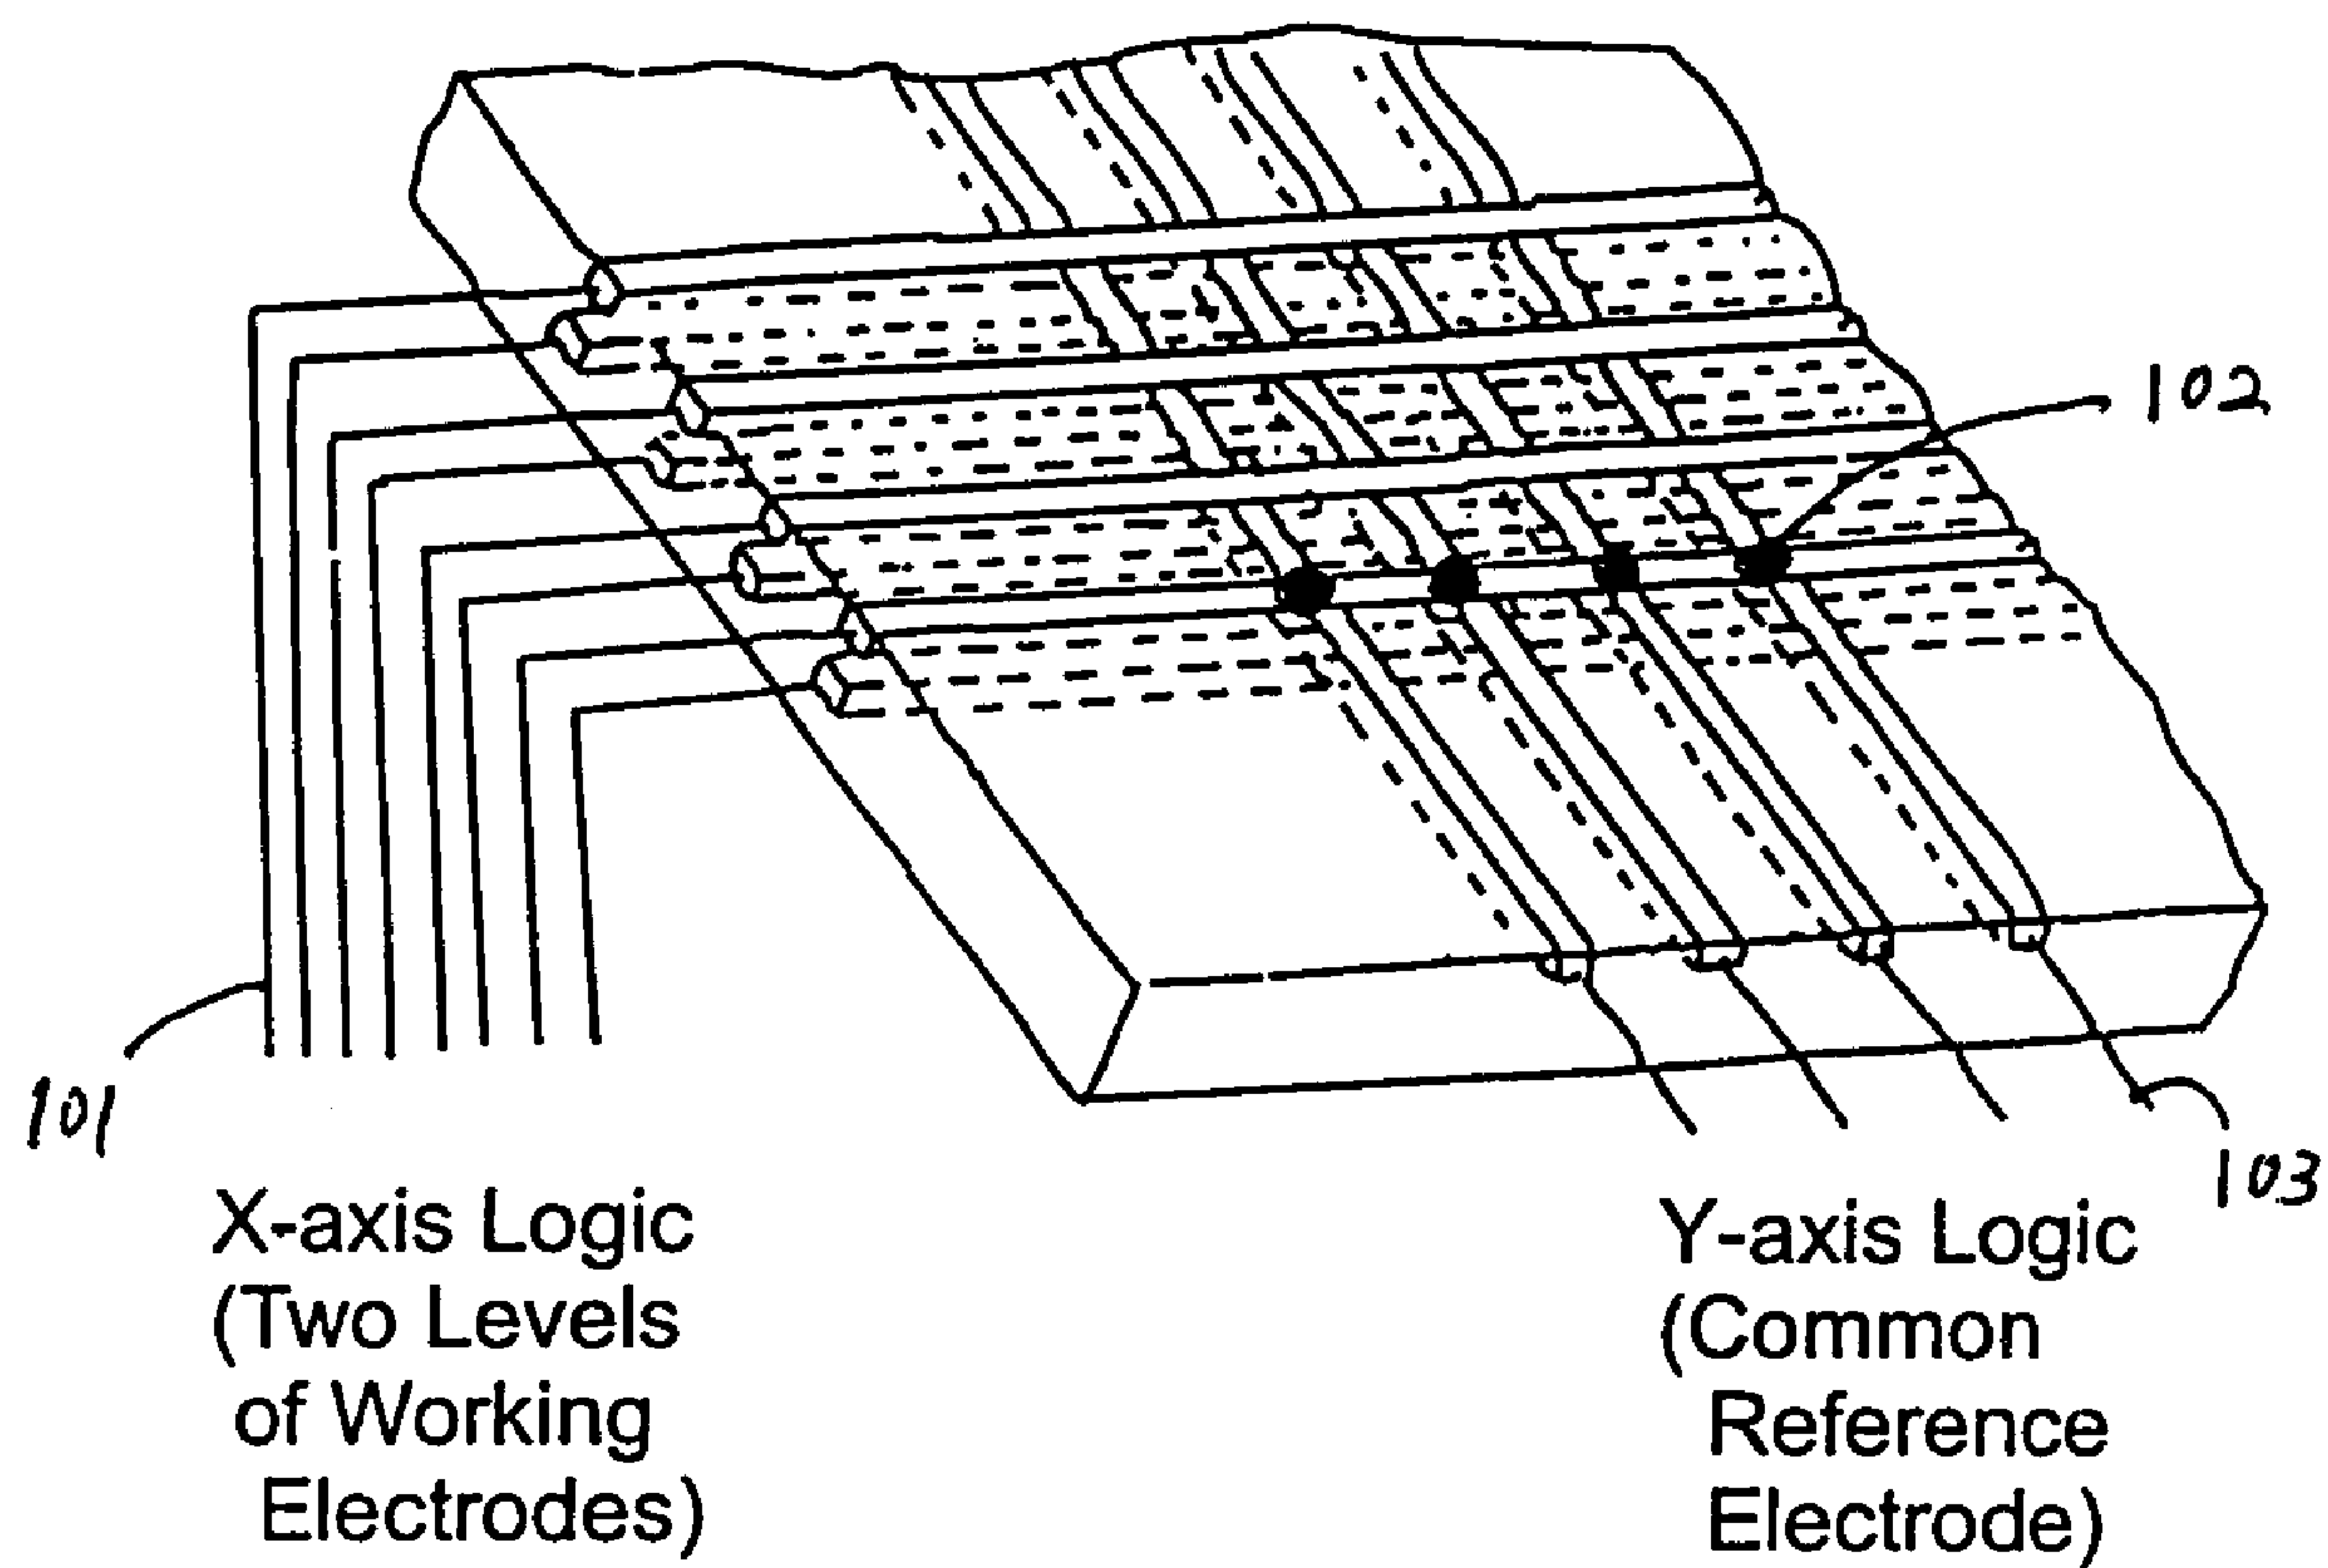 102
101
103
X-axis Logic
(Two Levels
of Working
Electrodes)
Y-axis Logic
(Common
Reference
Electrode)